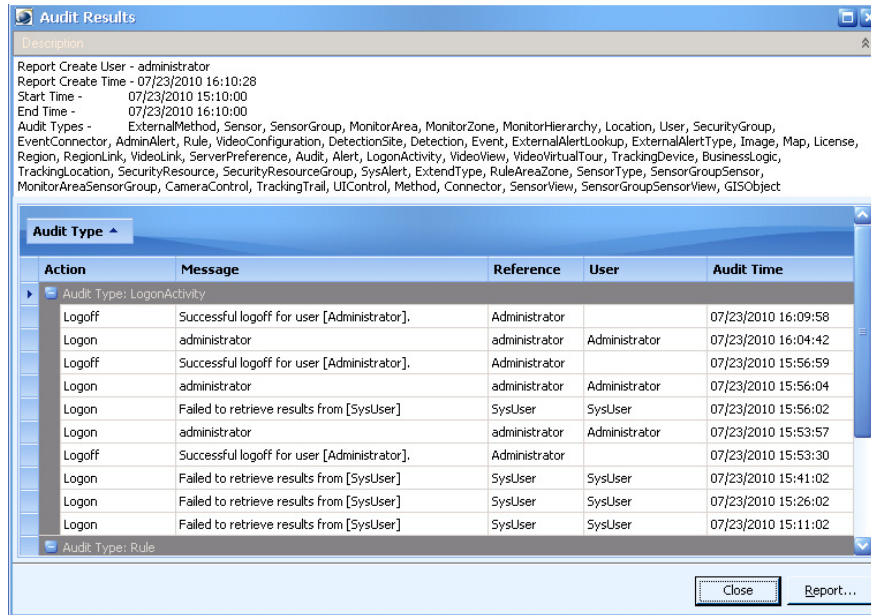 Audit Results
Description
Report Create User - administrator
Report Create Time - 07/23/2010 16:10:28
Start Time - 07/23/2010 15:10:00
End Time - 07/23/2010 16:10:00
Audit Types - ExternalMethod, Sensor, SensorGroup, MonitorArea, MonitorZone, MonitorHierarchy, Location, User, SecurityGroup,
EventConnector, AdminAlert, Rule, VideoConfiguration, DetectionSite, Detection, Event, ExternalAlertLookup, ExternalAlertType, Image, Map, License,
Region, RegionLink, VideoLink, ServerPreference, Audit, Alert, LogonActivity, VideoView, VideoVirtualTour, TrackingDevice, BusinessLogic,
TrackingLocation, SecurityResource, SecurityResourceGroup, SysAlert, ExtendType, RuleAreaZone, SensorType, SensorGroupSensor,
MonitorAreaSensorGroup, CameraControl, TrackingTrail, UIControl, Method, Connector, SensorView, SensorGroupSensorView, GISObject
Audit Type
Action Message Reference User Audit Time
Audit Type: LogonActivity
Logoff Successful logoff for user [Administrator]. Administrator 07/23/2010 16:09:58
Logon administrator administrator Administrator 07/23/2010 16:04:42
Logoff Successful logoff for user [Administrator]. Administrator 07/23/2010 15:56:59
Logon administrator administrator Administrator 07/23/2010 15:56:04
Logon Failed to retrieve results from [SysUser] SysUser SysUser 07/23/2010 15:56:02
Logon administrator administrator Administrator 07/23/2010 15:53:57
Logoff Successful logoff for user [Administrator]. Administrator 07/23/2010 15:53:30
Logon Failed to retrieve results from [SysUser] SysUser SysUser 07/23/2010 15:41:02
Logon Failed to retrieve results from [SysUser] SysUser SysUser 07/23/2010 15:26:02
Logon Failed to retrieve results from [SysUser] SysUser SysUser 07/23/2010 15:11:02
Audit Type: Rule
Close Report...